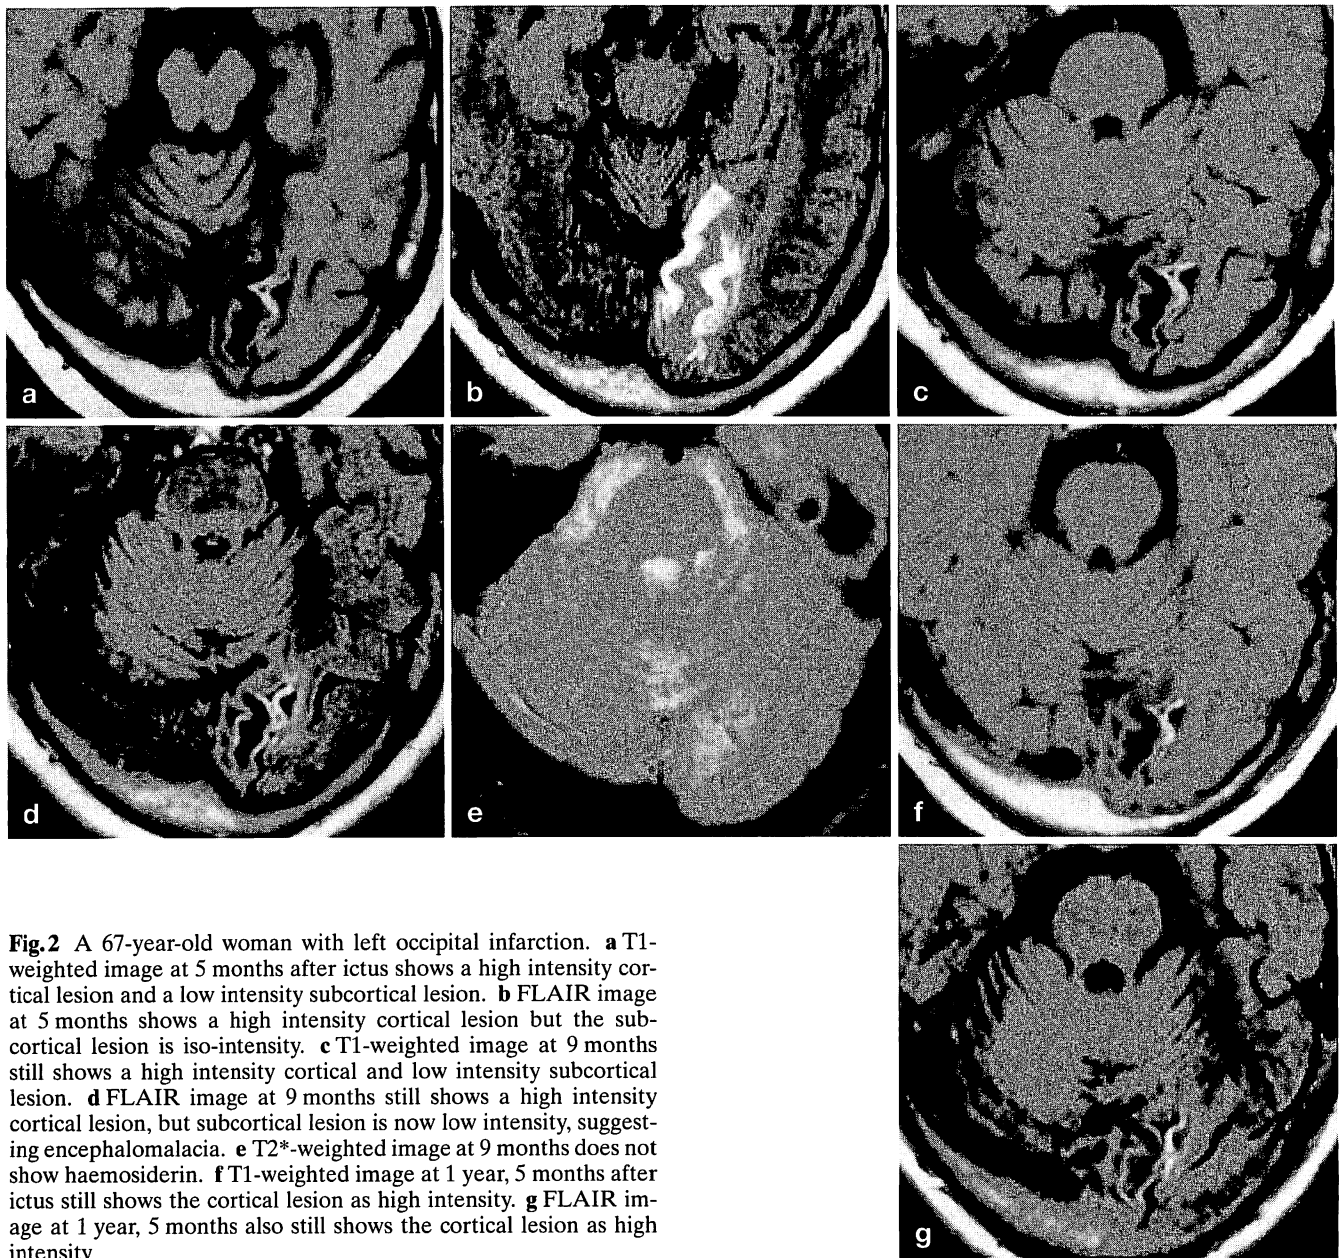 a
b
c
d
e
f
g
Fig. 2 A 67-year-old woman with left occipital infarction. a T1-
weighted image at 5 months after ictus shows a high intensity cor-
tical lesion and a low intensity subcortical lesion. b FLAIR image
at 5 months shows a high intensity cortical lesion but the sub-
cortical lesion is iso-intensity. c T1-weighted image at 9 months
still shows a high intensity cortical and low intensity subcortical
lesion. d FLAIR image at 9 months still shows a high intensity
cortical lesion, but subcortical lesion is now low intensity, suggest-
ing encephalomalacia. e T2*-weighted image at 9 months does not
show haemosiderin. f T1-weighted image at 1 year, 5 months after
ictus still shows the cortical lesion as high intensity. g FLAIR im-
age at 1 year, 5 months also still shows the cortical lesion as high
intensity